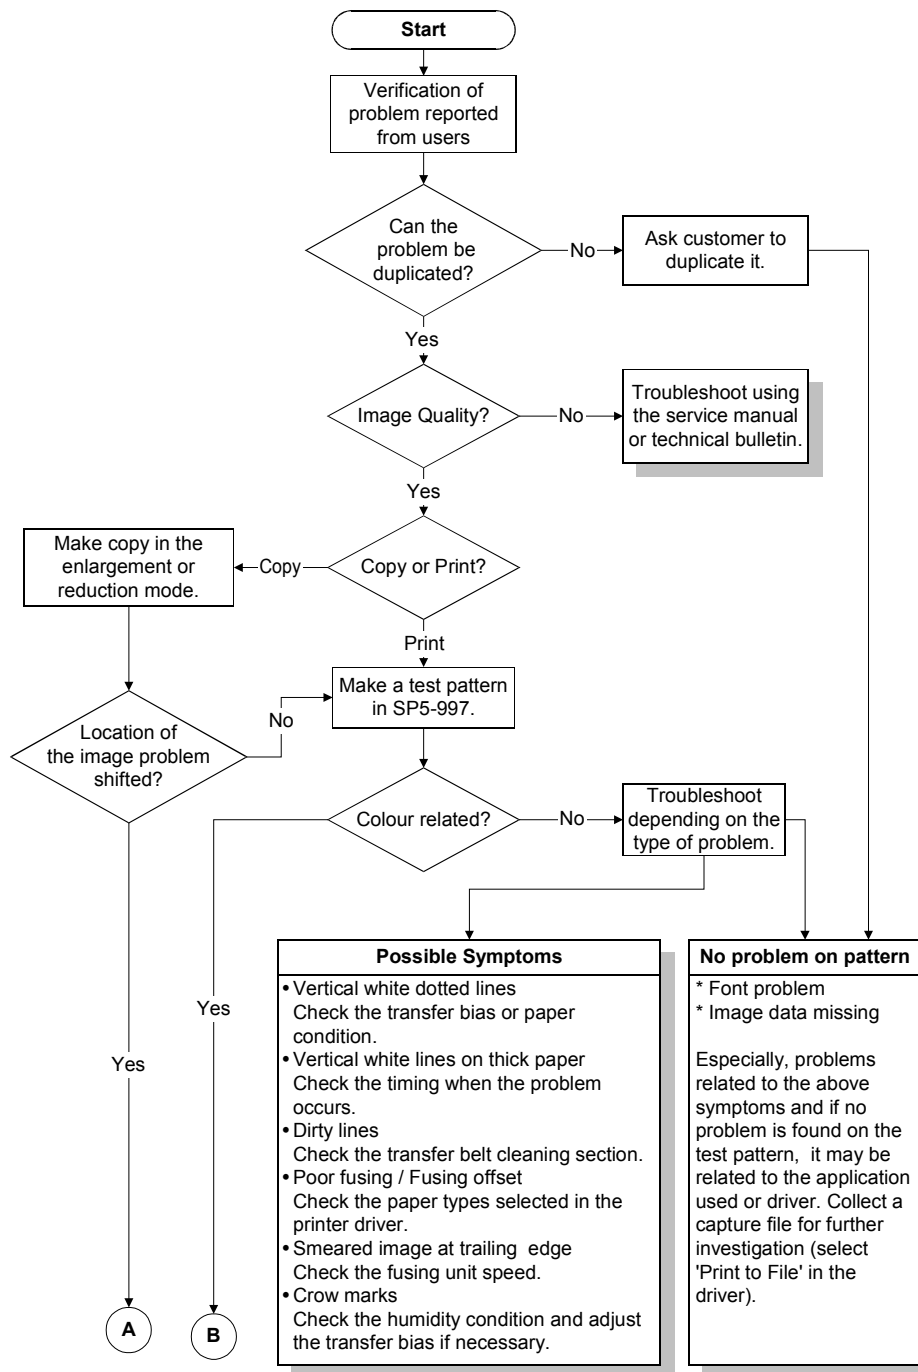 Start
Verification of
problem reported
from users
Can the
problem be
duplicated?
No
Ask customer to
duplicate it.
Yes
Image Quality?
No
Troubleshoot using
the service manual
or technical bulletin.
Yes
Make copy in the
enlargement or
reduction mode.
Copy
Copy or Print?
Print
Make a test pattern
in SP5-997.
No
Location of
the image problem
shifted?
Colour related?
No
Troubleshoot
depending on the
type of problem.
Possible Symptoms
• Vertical white dotted lines
Check the transfer bias or paper
condition.
• Vertical white lines on thick paper
Check the timing when the problem
occurs.
• Dirty lines
Check the transfer belt cleaning section.
• Poor fusing / Fusing offset
Check the paper types selected in the
printer driver.
• Smeared image at trailing edge
Check the fusing unit speed.
• Crow marks
Check the humidity condition and adjust
the transfer bias if necessary.
No problem on pattern
* Font problem
* Image data missing
Especially, problems
related to the above
symptoms and if no
problem is found on the
test pattern, it may be
related to the application
used or driver. Collect a
capture file for further
investigation (select
'Print to File' in the
driver).
Yes
Yes
A
B